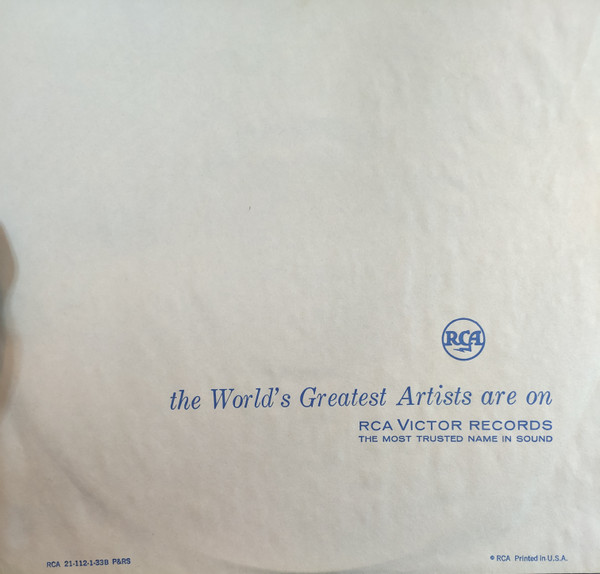 RCA
the World's Greatest Artists are on
RCA VICTOR RECORDS
THE MOST TRUSTED NAME IN SOUND
RCA 21-112-1-33B P&RS
® RCA Printed in U.S.A.